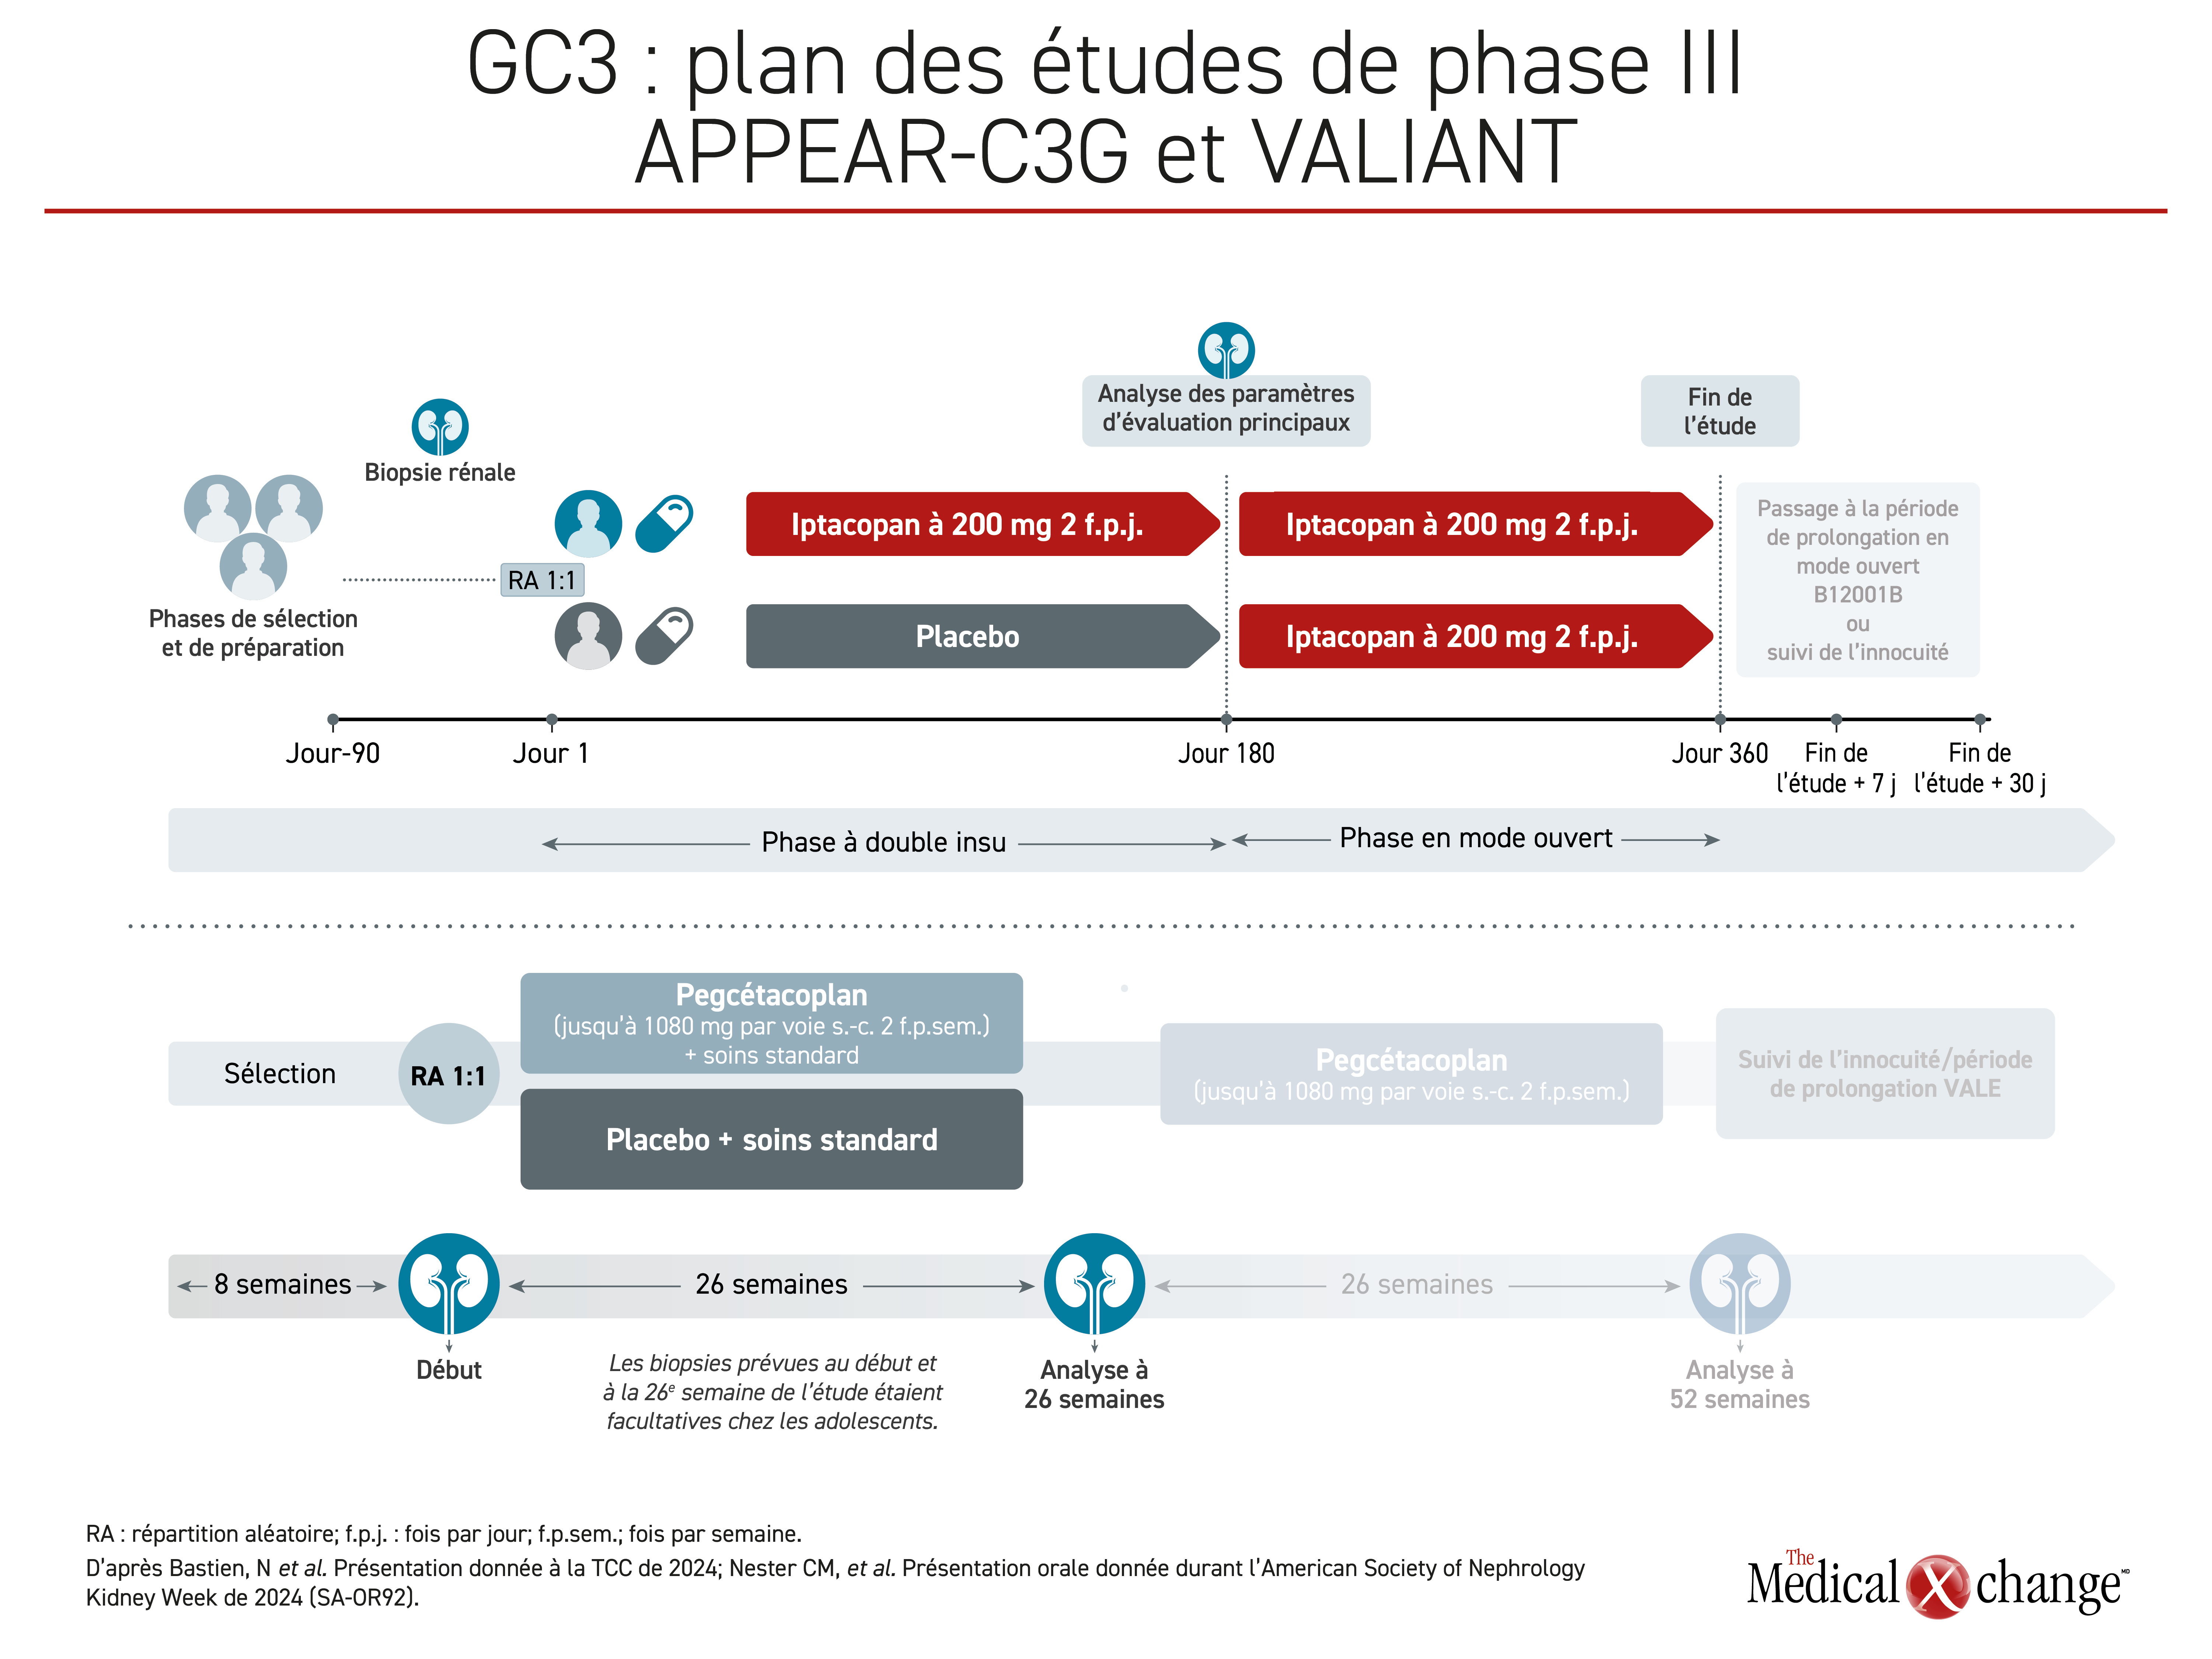 GC3 : plan des études de phase III
APPEAR-C3G et VALIANT
Analyse des paramètres
d’évaluation principaux
Fin de
l’étude
Biopsie rénale
Phases de sélection
et de préparation
RA 1:1
Iptacopan à 200 mg 2 f.p.j.
Iptacopan à 200 mg 2 f.p.j.
Placebo
Iptacopan à 200 mg 2 f.p.j.
Passage à la période
de prolongation en
mode ouvert
B12001B
ou
suivi de l’innocuité
Jour-90
Jour 1
Jour 180
Jour 360
Fin de
l’étude + 7 j
Fin de
l’étude + 30 j
Phase à double insu
Phase en mode ouvert
Sélection
RA 1:1
Pegcétacoplan
(jusqu’à 1080 mg par voie s.-c. 2 f.p.sem.)
+ soins standard
Placebo + soins standard
Pegcétacoplan
(jusqu’à 1080 mg par voie s.-c. 2 f.p.sem.)
Suivi de l’innocuité/période
de prolongation VALE
8 semaines
26 semaines
26 semaines
Début
Les biopsies prévues au début et
à la 26e semaine de l’étude étaient
facultatives chez les adolescents.
Analyse à
26 semaines
Analyse à
52 semaines
RA : répartition aléatoire; f.p.j. : fois par jour; f.p.sem.; fois par semaine.
D’après Bastien, N et al. Présentation donnée à la TCC de 2024; Nester CM, et al. Présentation orale donnée durant l’American Society of Nephrology
Kidney Week de 2024 (SA-OR92).
The
Medical X change MD